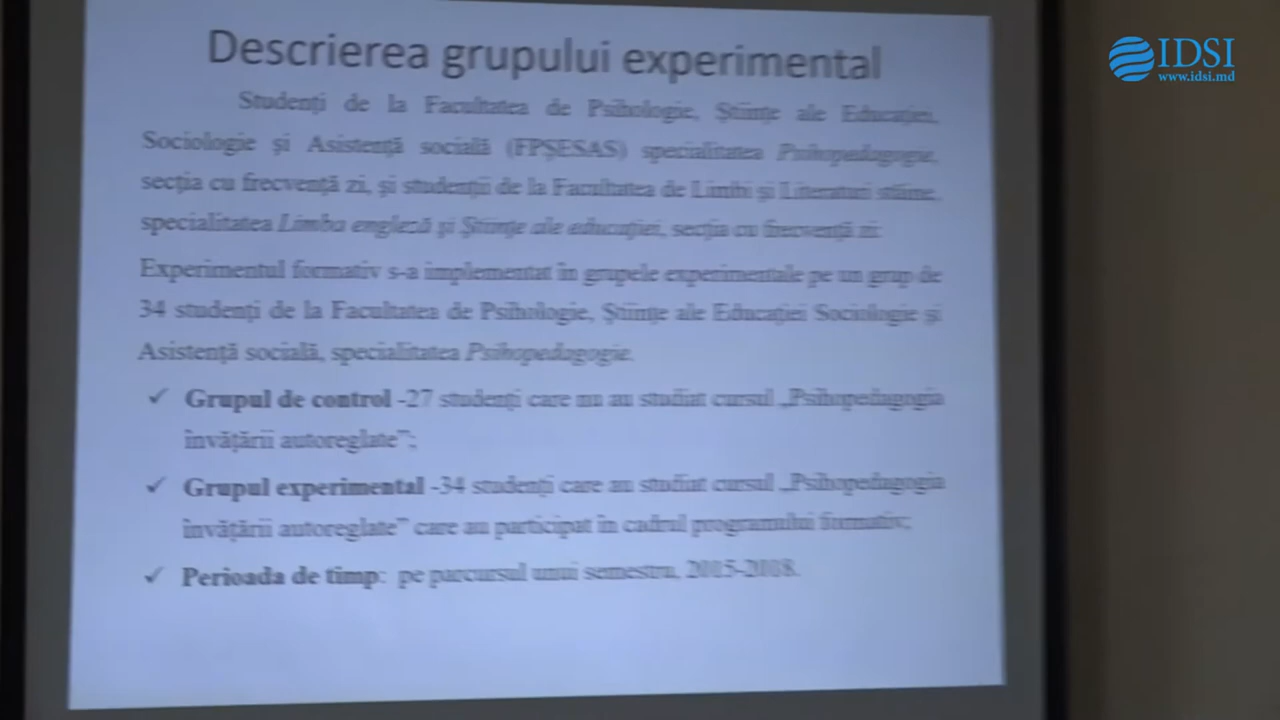 Descrierea grupului experimental
Studenți de la Facultatea de Psihologie, Științe ale Educației,
Sociologie și Asistență socială (FPȘESAS) specialitatea Psihopedagogie,
secția cu frecvență zi, și studenții de la Facultatea de Limbi și Literaturi străine,
specialitatea Limba engleză și Științe ale educației, secția cu frecvență zi:
Experimentul formativ s-a implementat în grupele experimentale pe un grup de
34 studenți de la Facultatea de Psihologie, Științe ale Educației Sociologie și
Asistență socială, specialitatea Psihopedagogie.
✓ Grupul de control -27 studenți care nu au studiat cursul „Psihopedagogia
învățării autoreglate”;
✓ Grupul experimental -34 studenți care au studiat cursul „Psihopedagogia
învățării autoreglate” care au participat în cadrul programului formativ;
✓ Perioada de timp: pe parcursul unui semestru, 2015-2018.
IDSI
www.idsi.md